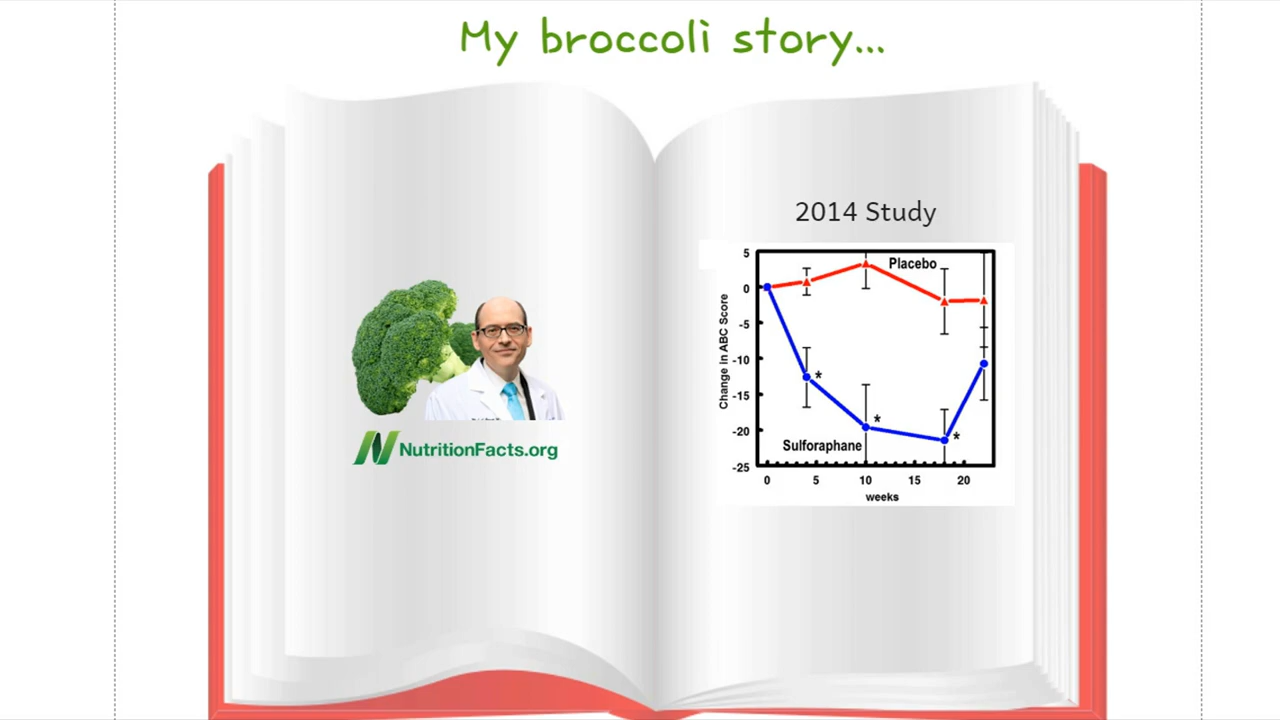 My broccoli story...
NutritionFacts.org
2014 Study
Placebo
Sulforaphane
Change in ABC Score
5
0
-5
-10
-15
-20
-25
*
*
*
0
5
10
15
20
weeks